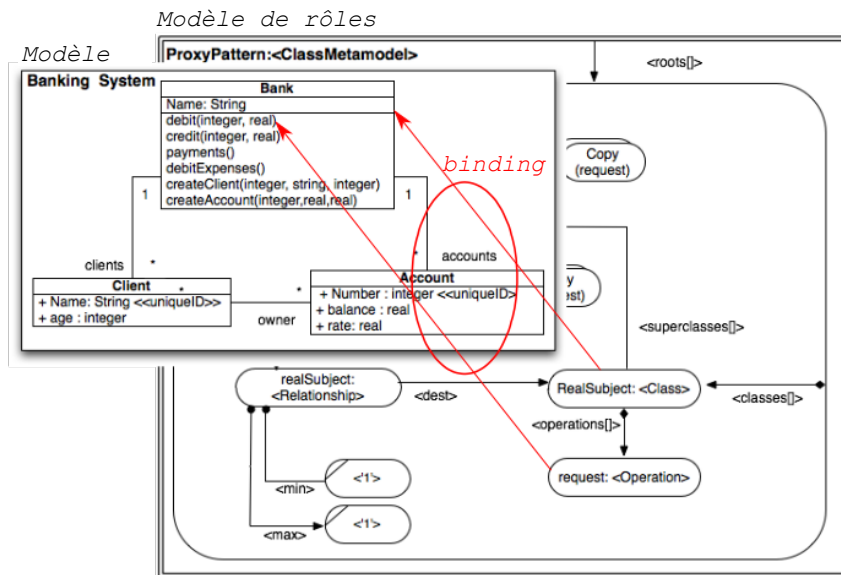 Modèle de rôles
Modèle
ProxyPattern:<ClassMetamodel>
<roots[]>
Banking System
Bank
Name: String
debit(integer, real)
credit(integer, real)
payments()
debitExpenses()
createClient(integer, string, integer)
createAccount(integer,real,real)
binding
Copy
(request)
1
1
*
*
clients
accounts
Client
+ Name: String <<uniqueID>>
+ age : integer
*
*
owner
Account
+ Number : integer <<uniqueID>
+ balance : real
+ rate: real
y
est)
<superclasses[]>
realSubject:
<Relationship>
<dest>
RealSubject: <Class>
<classes[]>
<operations[]>
request: <Operation>
<min>
<'1'>
<max>
<'1'>